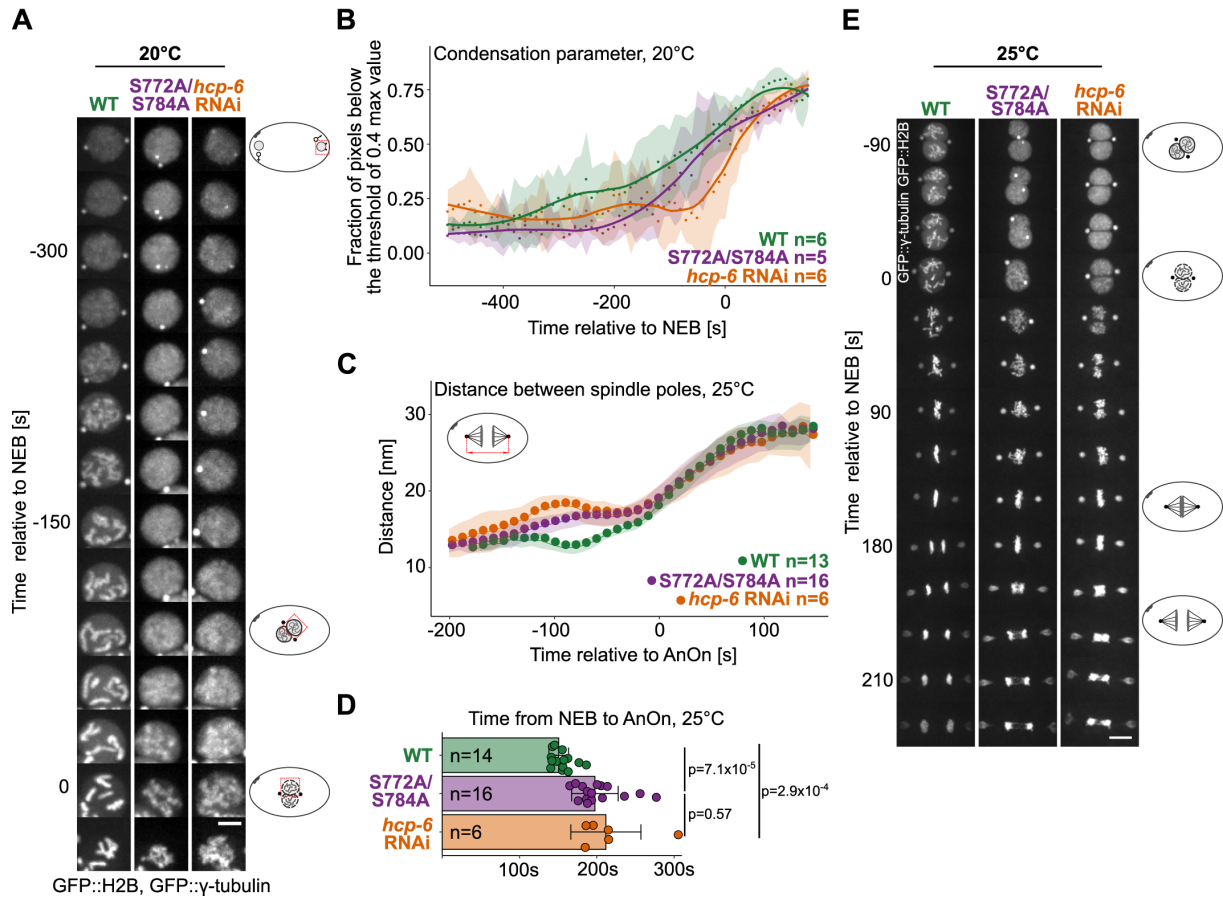 A
20°C
WT
S772A/
S784A
hcp-6
RNAi
Time relative to NEB [s]
-300
-150
0
GFP::H2B, GFP::γ-tubulin
B
Condensation parameter, 20°C
Fraction of pixels below
the threshold of 0.4 max value
0.75
0.50
0.25
0.00
WT n=6
S772A/S784A n=5
hcp-6 RNAi n=6
-400
-200
0
Time relative to NEB [s]
C
Distance between spindle poles, 25°C
Distance [nm]
30
20
10
WT n=13
S772A/S784A n=16
hcp-6 RNAi n=6
-200
-100
0
100
Time relative to AnOn [s]
D
Time from NEB to AnOn, 25°C
WT
n=14
S772A/
S784A
n=16
hcp-6
RNAi
n=6
p=7.1x10-5
p=0.57
p=2.9x10-4
100s
200s
300s
E
25°C
WT
S772A/
S784A
hcp-6
RNAi
GFP::γ-tubulin GFP::H2B
Time relative to NEB [s]
-90
0
90
180
210